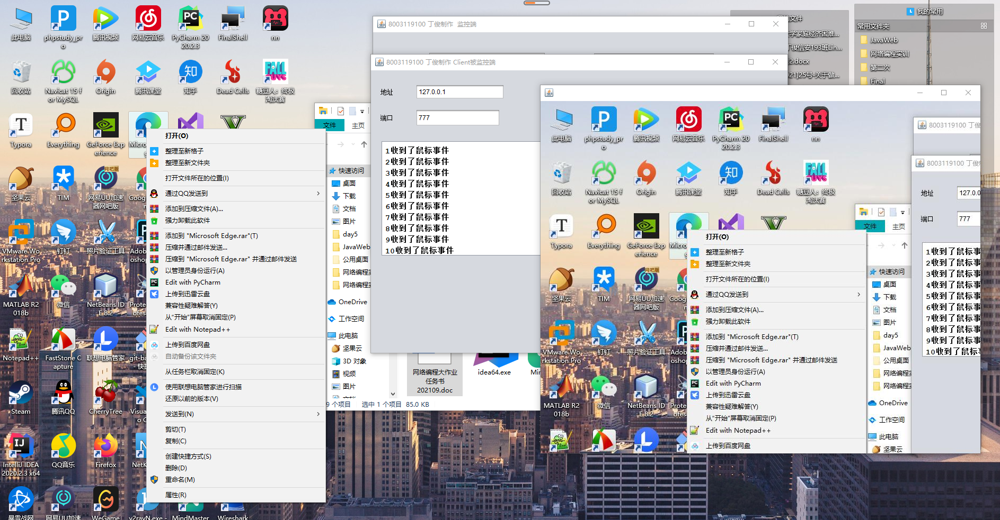 此电脑
phpstudy_pro
腾讯视频
网易云音乐
PyCharm 2020.2.3
FinalShell
nn
回收站
Navicat 15 for MySQL
Origin
腾讯课堂
知乎
Dead Cells
糖豆人：终极淘汰赛
Typora
Everything
GeForce Experience
坚果云
TIM
网易UU加速器网吧版
VMware Workstation Pro
钉钉
照片验证工具
MATLAB R2018b
微信
NetBeans IDE 8.2
Notepad++
FastStone Capture
联想电脑管家
Steam
腾讯QQ
CherryTree
IntelliJ IDEA 2020.2.3 x64
QQ音乐
Firefox
暴雪战网
网易UU加速
WeGame
v2rayN.exe -
MindMaster
Wireshark
打开(O)
整理至新格子
整理至新文件夹
打开文件所在的位置(I)
通过QQ发送到
添加到压缩文件(A)...
强力卸载此软件
添加到 "Microsoft Edge.rar"(T)
压缩并通过邮件发送...
压缩到 "Microsoft Edge.rar" 并通过邮件发送
以管理员身份运行(A)
Edit with PyCharm
上传到迅雷云盘
兼容性疑难解答(Y)
从"开始"屏幕取消固定(P)
Edit with Notepad++
上传到百度网盘
自动备份该文件夹
从任务栏取消固定(K)
使用联想电脑管家进行扫描
还原以前的版本(V)
发送到(N)
剪切(T)
复制(C)
创建快捷方式(S)
删除(D)
重命名(M)
属性(R)
文件
主页
快速访问
桌面
下载
文档
图片
day5
JavaWeb
公用桌面
网络编程实
网络编程实
OneDrive
工作空间
此电脑
坚果云
3D 对象
视频
图片
网络编程大作业任务书202109.doc
idea64.exe
9 个项目
选中 1 个项目
85.0 KB
8003119100 丁俊制作 监控端
8003119100 丁俊制作 Client被监控端
地址
127.0.0.1
端口
777
1收到了鼠标事件
2收到了鼠标事件
3收到了鼠标事件
4收到了鼠标事件
5收到了鼠标事件
6收到了鼠标事件
7收到了鼠标事件
8收到了鼠标事件
9收到了鼠标事件
10收到了鼠标事件
文件
学家庭经济困难...
丁俊信安193班Lin...
2.docx
021]25号-关于做...
我的常用
常用文件夹
JavaWeb
网络编程实训
第二次
Final
此电脑
phpstudy_pro
腾讯视频
网易云音乐
PyCharm 2020.2.3
FinalShell
nn
回收站
Navicat 15 for MySQL
Origin
腾讯课堂
知乎
Dead Cells
糖豆人：终极淘汰赛
Typora
Everything
GeForce Experience
坚果云
TIM
网易UU加速器网吧版
VMware Workstation Pro
钉钉
照片验证工具
MATLAB R2018b
微信
NetBeans IDE 8.2
打开(O)
整理至新格子
整理至新文件夹
打开文件所在的位置(I)
通过QQ发送到
添加到压缩文件(A)...
强力卸载此软件
添加到 "Microsoft Edge.rar"(T)
压缩并通过邮件发送...
压缩到 "Microsoft Edge.rar" 并通过邮件发送
以管理员身份运行(A)
Edit with PyCharm
上传到迅雷云盘
兼容性疑难解答(Y)
从"开始"屏幕取消固定(P)
Edit with Notepad++
上传到百度网盘
文件
主页
快速访问
桌面
下载
文档
图片
day5
JavaWeb
公用桌面
网络编程实
网络编程实
OneDrive
工作空间
此电脑
坚果云
8003119100 丁俊
8003119100 丁俊
地址
127.0.0
端口
777
1收到了鼠标事
2收到了鼠标事
3收到了鼠标事
4收到了鼠标事
5收到了鼠标事
6收到了鼠标事
7收到了鼠标事
8收到了鼠标事
9收到了鼠标事
10收到了鼠标